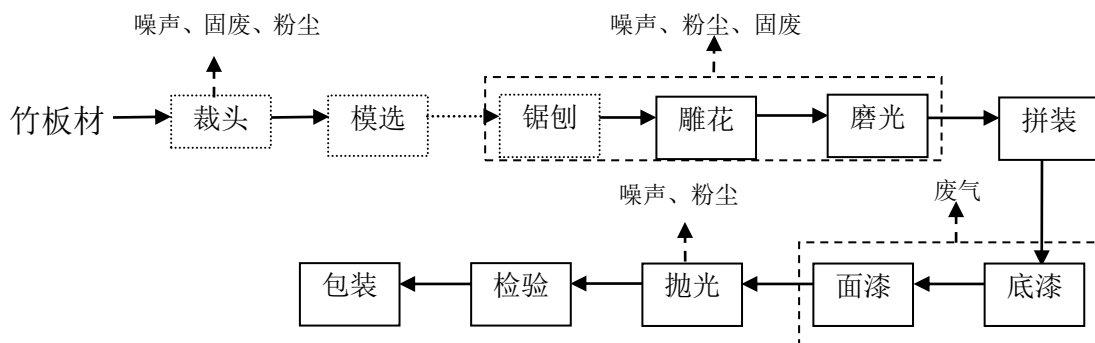 噪声、固废、粉尘
噪声、粉尘、固废
竹板材 裁头 模选 锯刨 雕花 磨光 拼装
噪声、粉尘
废气
包装 检验 抛光 面漆 底漆